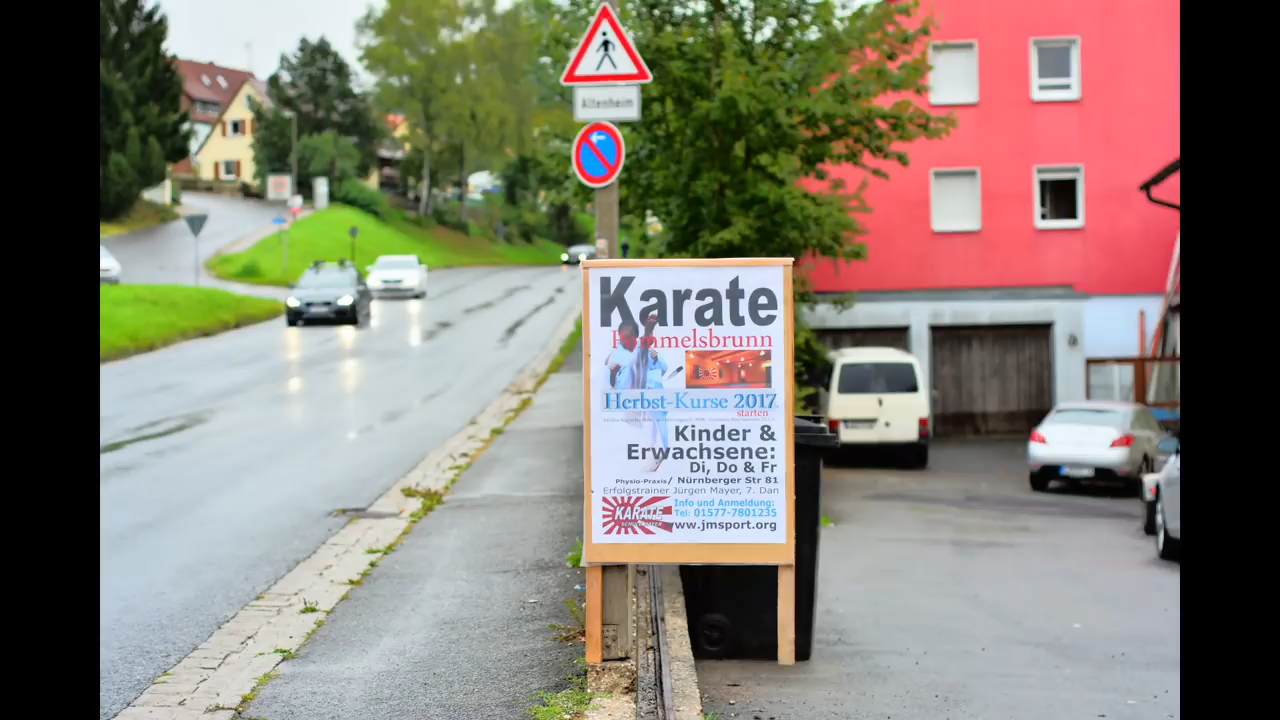 Altenheim
Karate
Pommelsbrunn
Herbst-Kurse 2017
starten
Kinder &
Erwachsene:
Di, Do & Fr
Physio-Praxis/ Nürnberger Str 81
Erfolgstrainer Jürgen Mayer, 7. Dan
Info und Anmeldung:
Tel: 01577-7801235
KARATE
www.jmsport.org